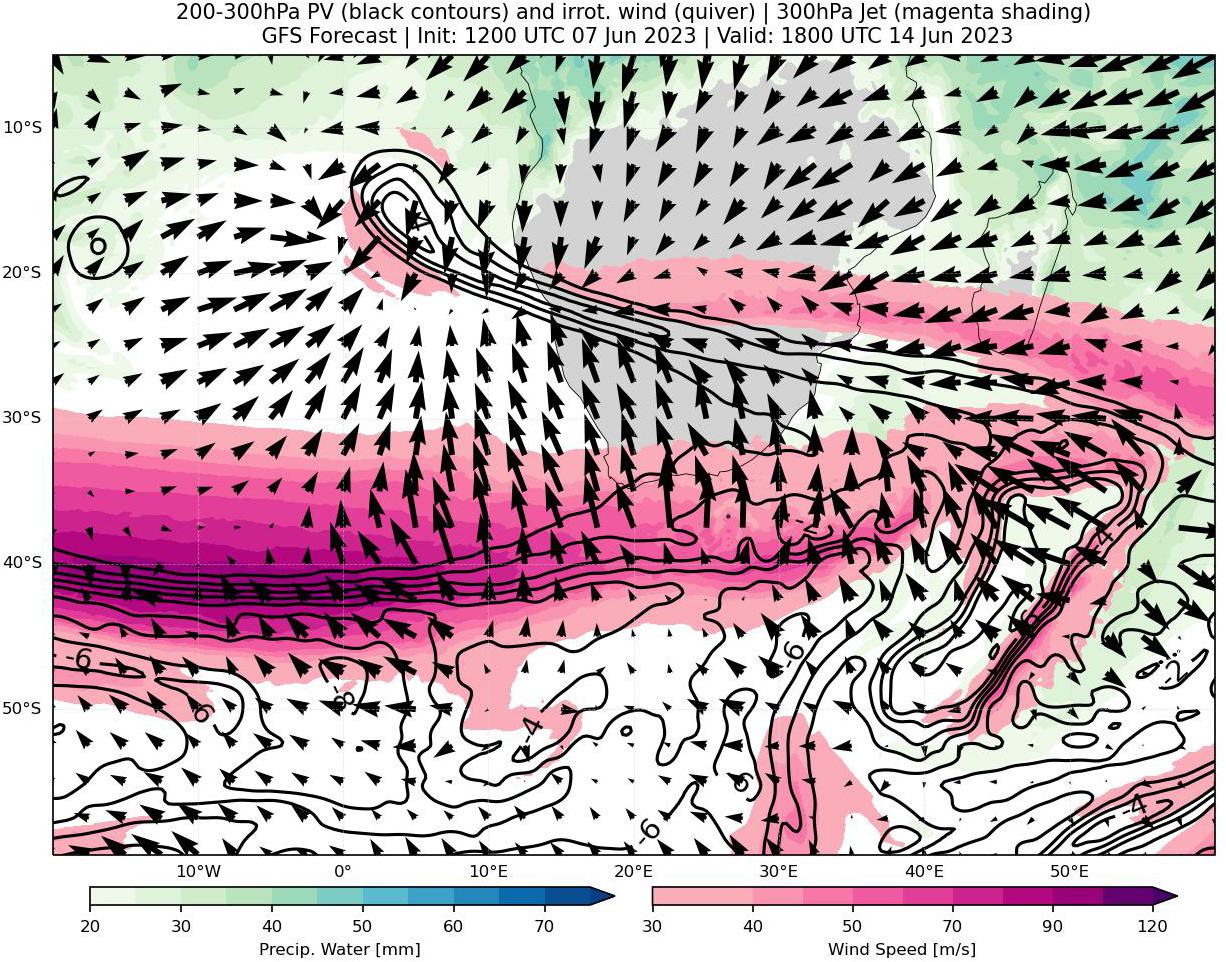 200-300hPa PV (black contours) and irrot. wind (quiver) | 300hPa Jet (magenta shading)
GFS Forecast | Init: 1200 UTC 07 Jun 2023 | Valid: 1800 UTC 14 Jun 2023
10°S
20°S
30°S
40°S
50°S
-4
-2
-6
-6
-8
-4
-6
-2
-4
-6
10°W 0° 10°E 20°E 30°E 40°E 50°E
20 30 40 50 60 70
30 40 50 70 90 120
Precip. Water [mm]
Wind Speed [m/s]